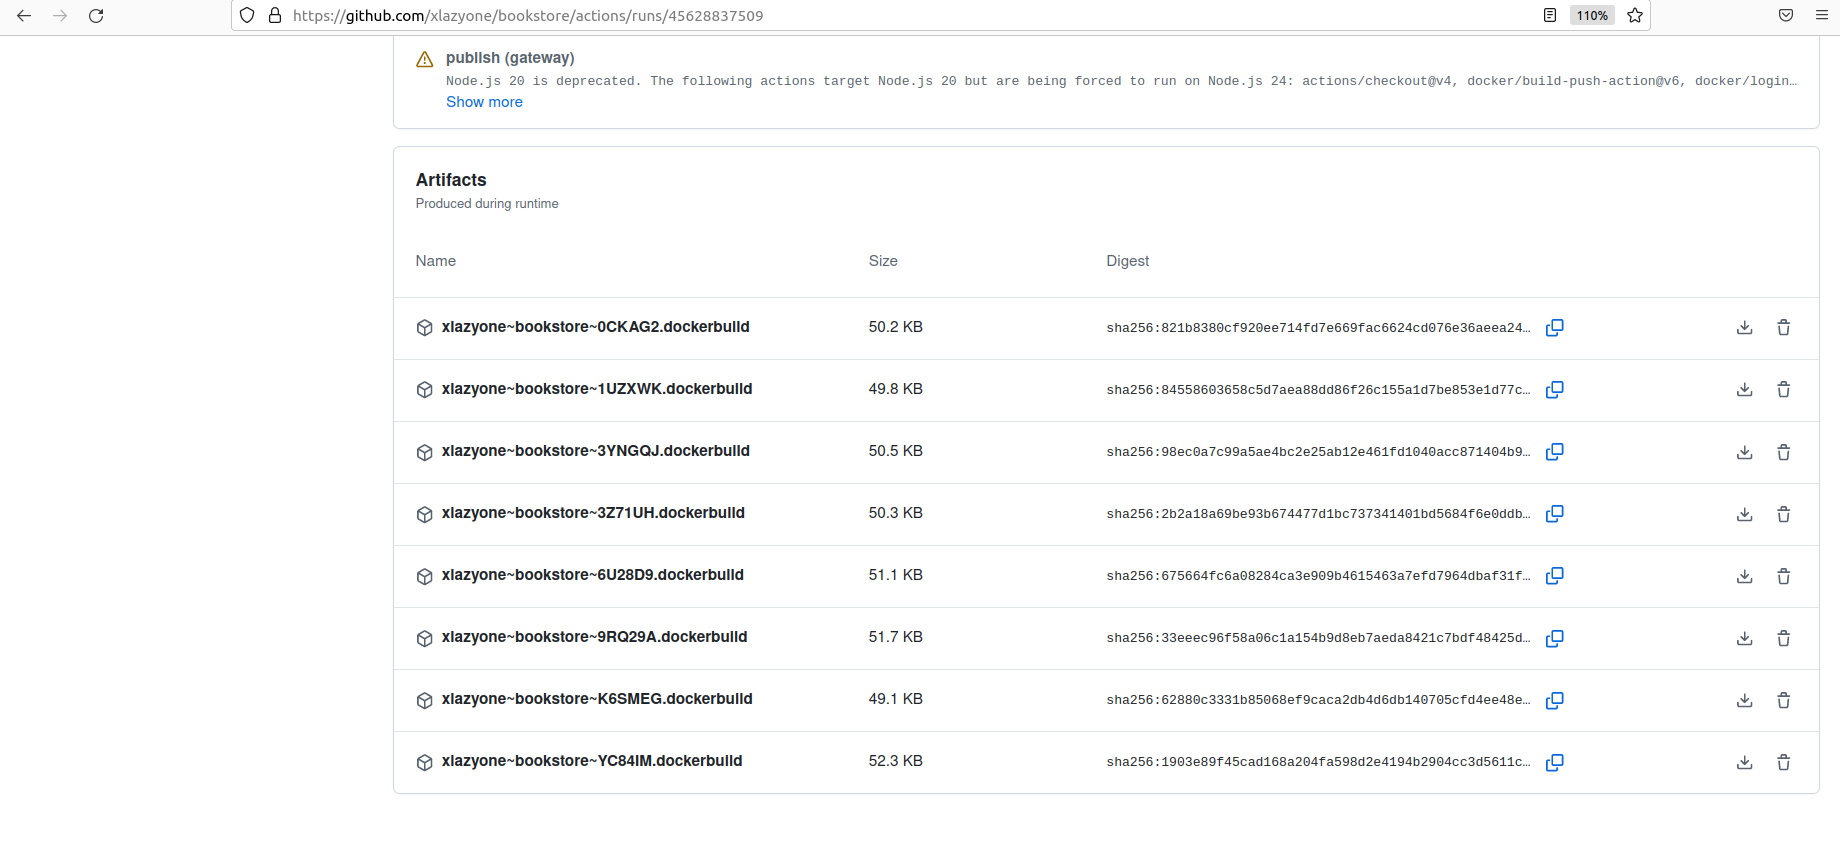 https://github.com/xlazyone/bookstore/actions/runs/45628837509
110%
publish (gateway)
Node.js 20 is deprecated. The following actions target Node.js 20 but are being forced to run on Node.js 24: actions/checkout@v4, docker/build-push-action@v6, docker/login…
Show more
Artifacts
Produced during runtime
Name Size Digest
xlazyone~bookstore~0CKAG2.dockerbuild 50.2 KB sha256:821b8380cf920ee714fd7e669fac6624cd076e36aeea24…
xlazyone~bookstore~1UZXWK.dockerbuild 49.8 KB sha256:84558603658c5d7aea88dd86f26c155a1d7be853e1d77c…
xlazyone~bookstore~3YNGQJ.dockerbuild 50.5 KB sha256:98ec0a7c99a5ae4bc2e25ab12e461fd1040acc871404b9…
xlazyone~bookstore~3Z71UH.dockerbuild 50.3 KB sha256:2b2a18a69be93b674477d1bc737341401bd5684f6e0ddb…
xlazyone~bookstore~6U28D9.dockerbuild 51.1 KB sha256:675664fc6a08284ca3e909b4615463a7efd7964dbaf31f…
xlazyone~bookstore~9RQ29A.dockerbuild 51.7 KB sha256:33eeec96f58a06c1a154b9d8eb7aeda8421c7bdf48425d…
xlazyone~bookstore~K6SMEG.dockerbuild 49.1 KB sha256:62880c3331b85068ef9caca2db4d6db140705cfd4ee48e…
xlazyone~bookstore~YC84IM.dockerbuild 52.3 KB sha256:1903e89f45cad168a204fa598d2e4194b2904cc3d5611c…